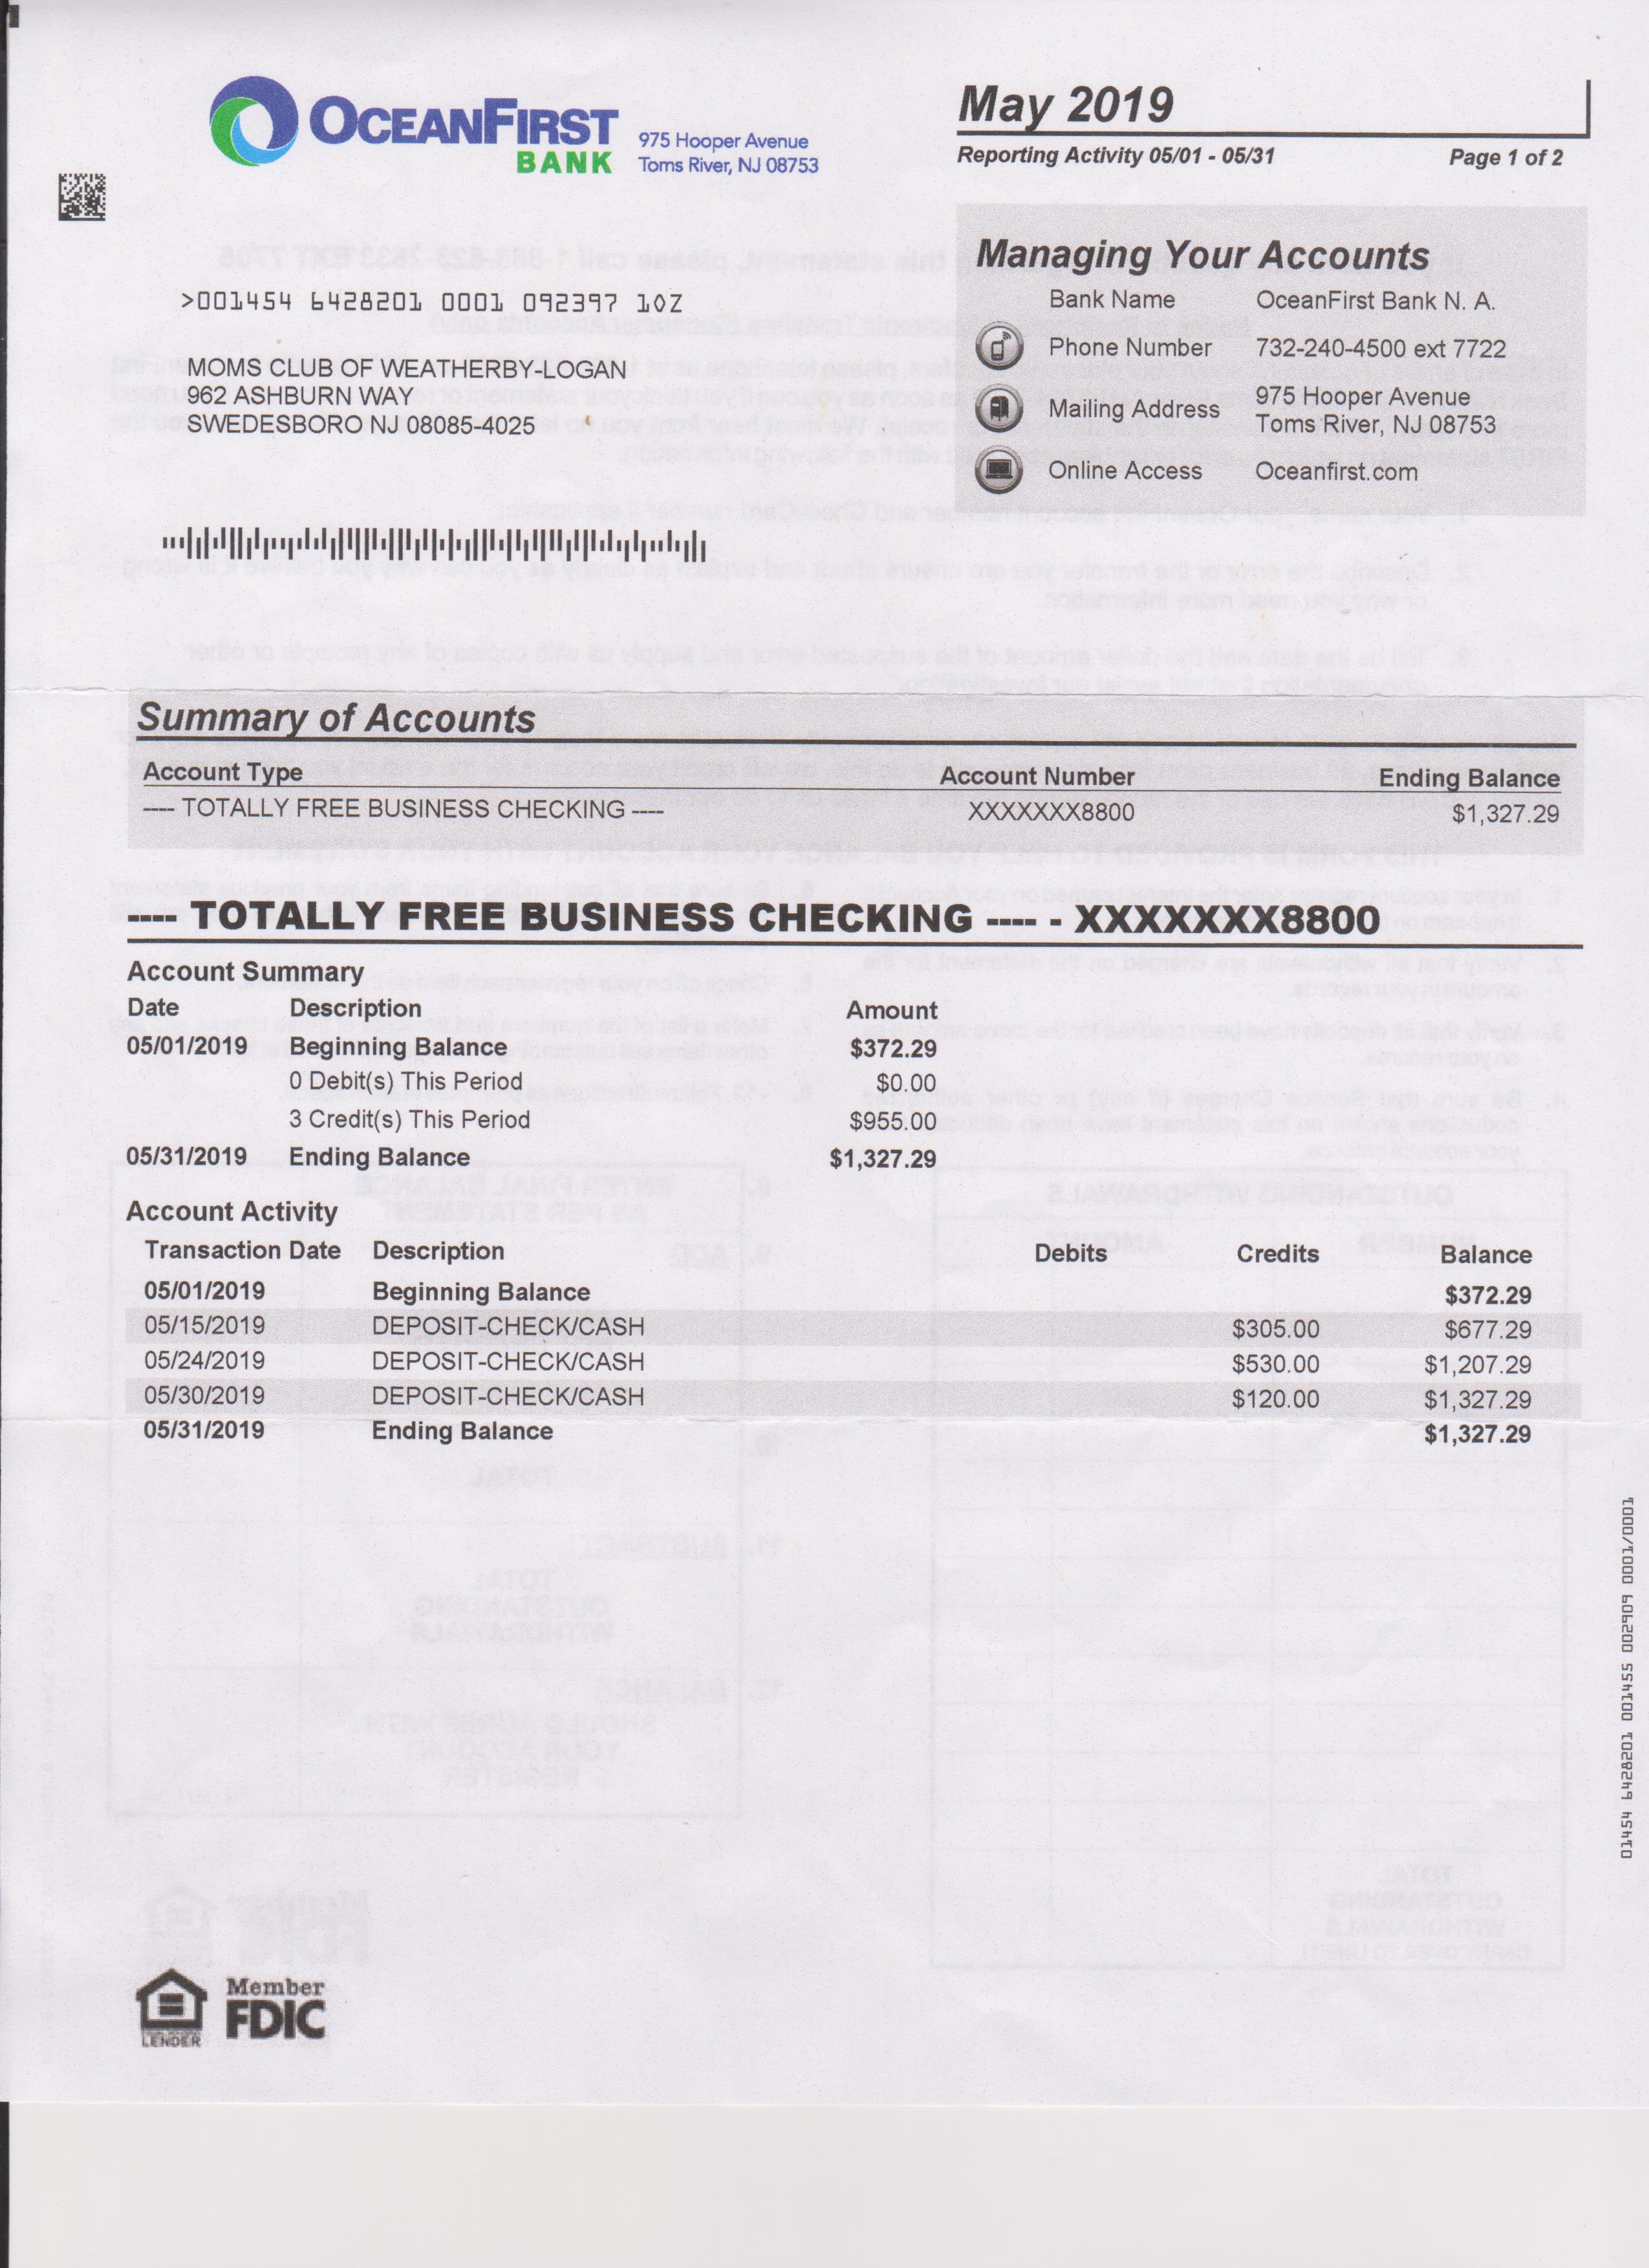 OCEANFIRST
BANK
975 Hooper Avenue
Toms River, NJ 08753
May 2019
Reporting Activity 05/01 - 05/31 Page 1 of 2
Managing Your Accounts
Bank Name OceanFirst Bank N. A.
Phone Number 732-240-4500 ext 7722
Mailing Address 975 Hooper Avenue
Toms River, NJ 08753
Online Access Oceanfirst.com
>001454 6428201 0001 092397 10Z
MOMS CLUB OF WEATHERBY-LOGAN
962 ASHBURN WAY
SWEDESBORO NJ 08085-4025
Summary of Accounts
Account Type Account Number Ending Balance
---- TOTALLY FREE BUSINESS CHECKING ---- XXXXXXX8800 $1,327.29
---- TOTALLY FREE BUSINESS CHECKING ---- - XXXXXXX8800
Account Summary
Date Description Amount
05/01/2019 Beginning Balance $372.29
0 Debit(s) This Period $0.00
3 Credit(s) This Period $955.00
05/31/2019 Ending Balance $1,327.29
Account Activity
Transaction Date Description Debits Credits Balance
05/01/2019 Beginning Balance $372.29
05/15/2019 DEPOSIT-CHECK/CASH $305.00 $677.29
05/24/2019 DEPOSIT-CHECK/CASH $530.00 $1,207.29
05/30/2019 DEPOSIT-CHECK/CASH $120.00 $1,327.29
05/31/2019 Ending Balance $1,327.29
01454 6428201 001455 002909 0001/0001
LENDER
Member
FDIC